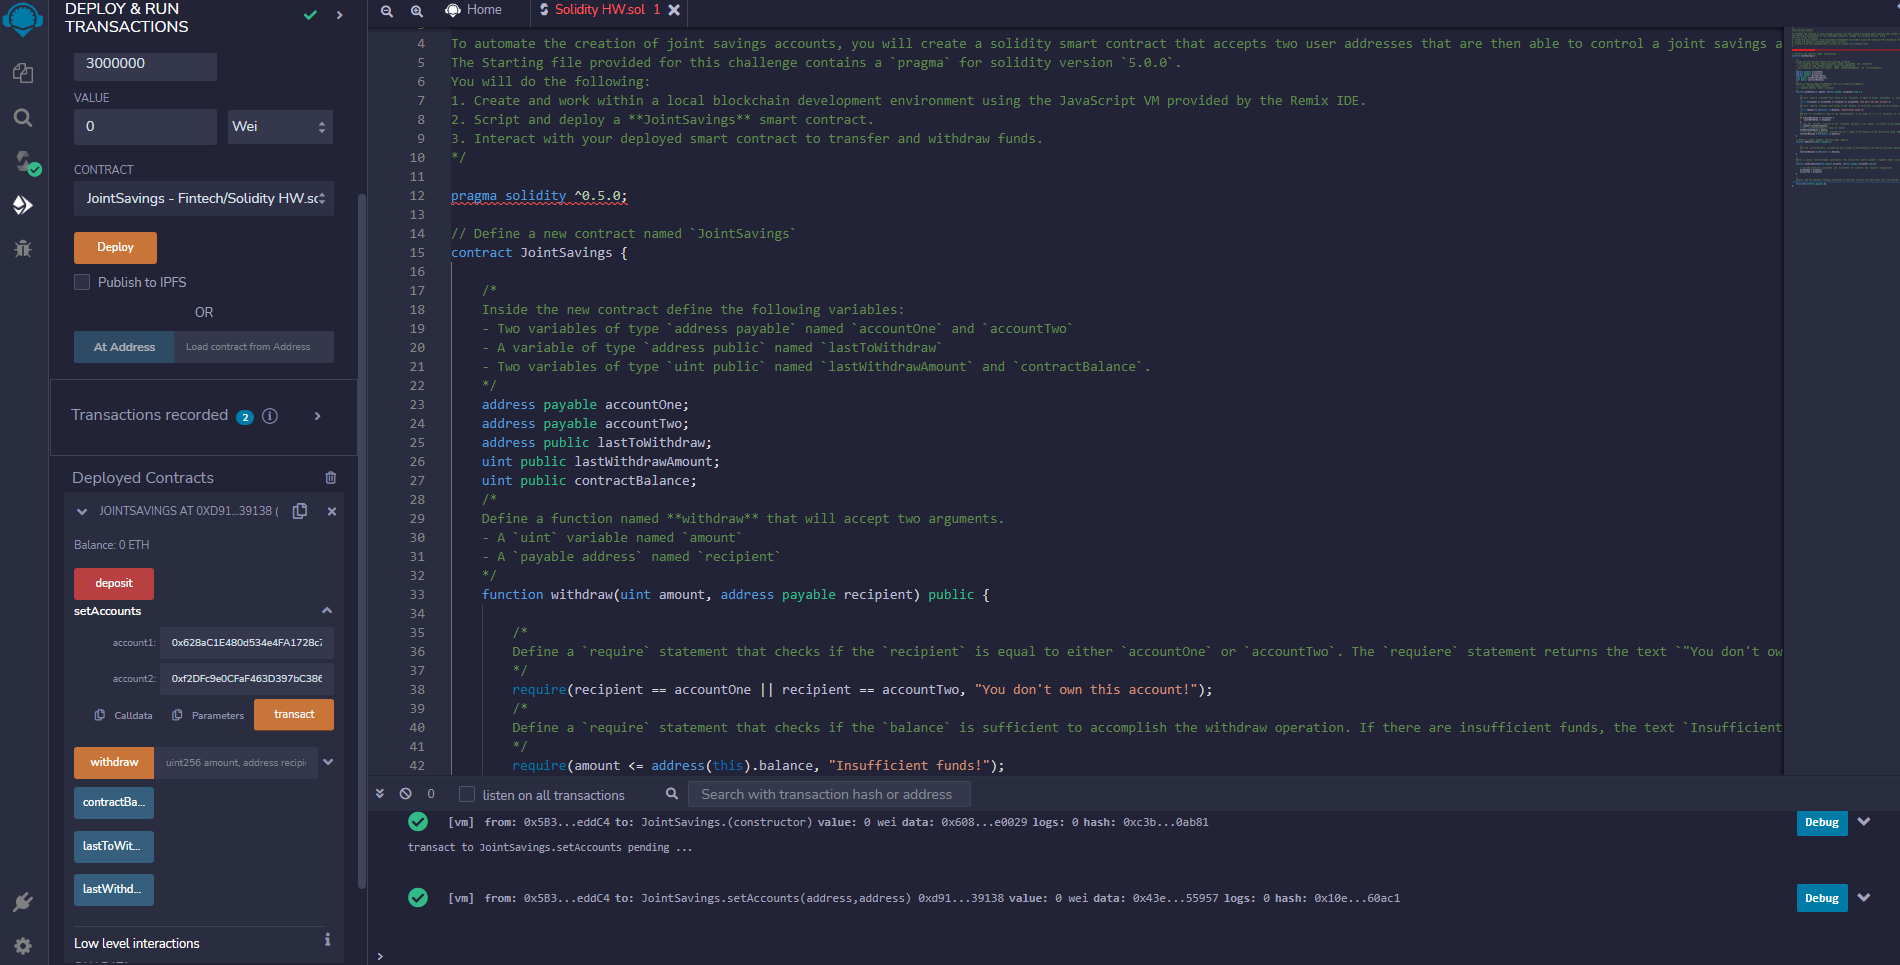 DEPLOY & RUN
TRANSACTIONS
3000000
VALUE
0
Wei
CONTRACT
JointSavings - Fintech/Solidity HW.sc
Deploy
Publish to IPFS
OR
At Address
Load contract from Address
Transactions recorded 2 i
Deployed Contracts
JOINTSAVINGS AT 0XD91...39138 (
Balance: 0 ETH
deposit
setAccounts
account1:
0x628aC1E480d534e4FA1728c7
account2:
0xf2DFc9e0CFaF463D397bC386
Calldata
Parameters
transact
withdraw
uint256 amount, address recipi
contractBa...
lastToWit...
lastWithd...
Low level interactions
i
Home
Solidity HW.sol 1
4 To automate the creation of joint savings accounts, you will create a solidity smart contract that accepts two user addresses that are then able to control a joint savings a
5 The Starting file provided for this challenge contains a `pragma` for solidity version `5.0.0`.
6 You will do the following:
7 1. Create and work within a local blockchain development environment using the JavaScript VM provided by the Remix IDE.
8 2. Script and deploy a **JointSavings** smart contract.
9 3. Interact with your deployed smart contract to transfer and withdraw funds.
10 */
11
12 pragma solidity ^0.5.0;
13
14 // Define a new contract named `JointSavings`
15 contract JointSavings {
16
17 /*
18 Inside the new contract define the following variables:
19 - Two variables of type `address payable` named `accountOne` and `accountTwo`
20 - A variable of type `address public` named `lastToWithdraw`
21 - Two variables of type `uint public` named `lastWithdrawAmount` and `contractBalance`.
22 */
23 address payable accountOne;
24 address payable accountTwo;
25 address public lastToWithdraw;
26 uint public lastWithdrawAmount;
27 uint public contractBalance;
28 /*
29 Define a function named **withdraw** that will accept two arguments.
30 - A `uint` variable named `amount`
31 - A `payable address` named `recipient`
32 */
33 function withdraw(uint amount, address payable recipient) public {
34
35 /*
36 Define a `require` statement that checks if the `recipient` is equal to either `accountOne` or `accountTwo`. The `requiere` statement returns the text `"You don't ow
37 */
38 require(recipient == accountOne || recipient == accountTwo, "You don't own this account!");
39 /*
40 Define a `require` statement that checks if the `balance` is sufficient to accomplish the withdraw operation. If there are insufficient funds, the text `Insufficient
41 */
42 require(amount <= address(this).balance, "Insufficient funds!");
0
listen on all transactions
Search with transaction hash or address
[vm] from: 0x5B3...eddC4 to: JointSavings.(constructor) value: 0 wei data: 0x608...e0029 logs: 0 hash: 0xc3b...0ab81
Debug
transact to JointSavings.setAccounts pending ...
[vm] from: 0x5B3...eddC4 to: JointSavings.setAccounts(address,address) 0xd91...39138 value: 0 wei data: 0x43e...55957 logs: 0 hash: 0x10e...60ac1
Debug
>